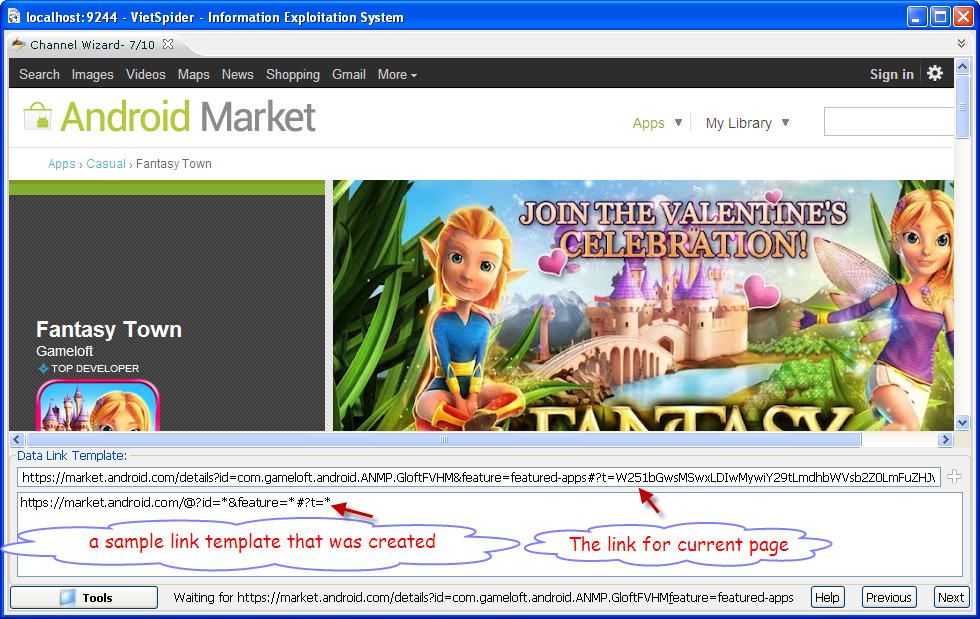 localhost:9244 - VietSpider - Information Exploitation System
Channel Wizard- 7/10
Search Images Videos Maps News Shopping Gmail More Sign in
Android Market
Apps My Library
Apps › Casual › Fantasy Town
JOIN THE VALENTINE'S
CELEBRATION!
Fantasy Town
Gameloft
TOP DEVELOPER
FANTASY
Data Link Template:
https://market.android.com/details?id=com.gameloft.android.ANMP.GloftFVHM&feature=featured-apps#?t=W251bGwsMSwxLDIwMywiY29tLmdhbWVsb2Z0LmFuZHJv
https://market.android.com/@?id=*&feature=*#?t=*
a sample link template that was created
The link for current page
Tools Waiting for https://market.android.com/details?id=com.gameloft.android.ANMP.GloftFVHMfeature=featured-apps Help Previous Next